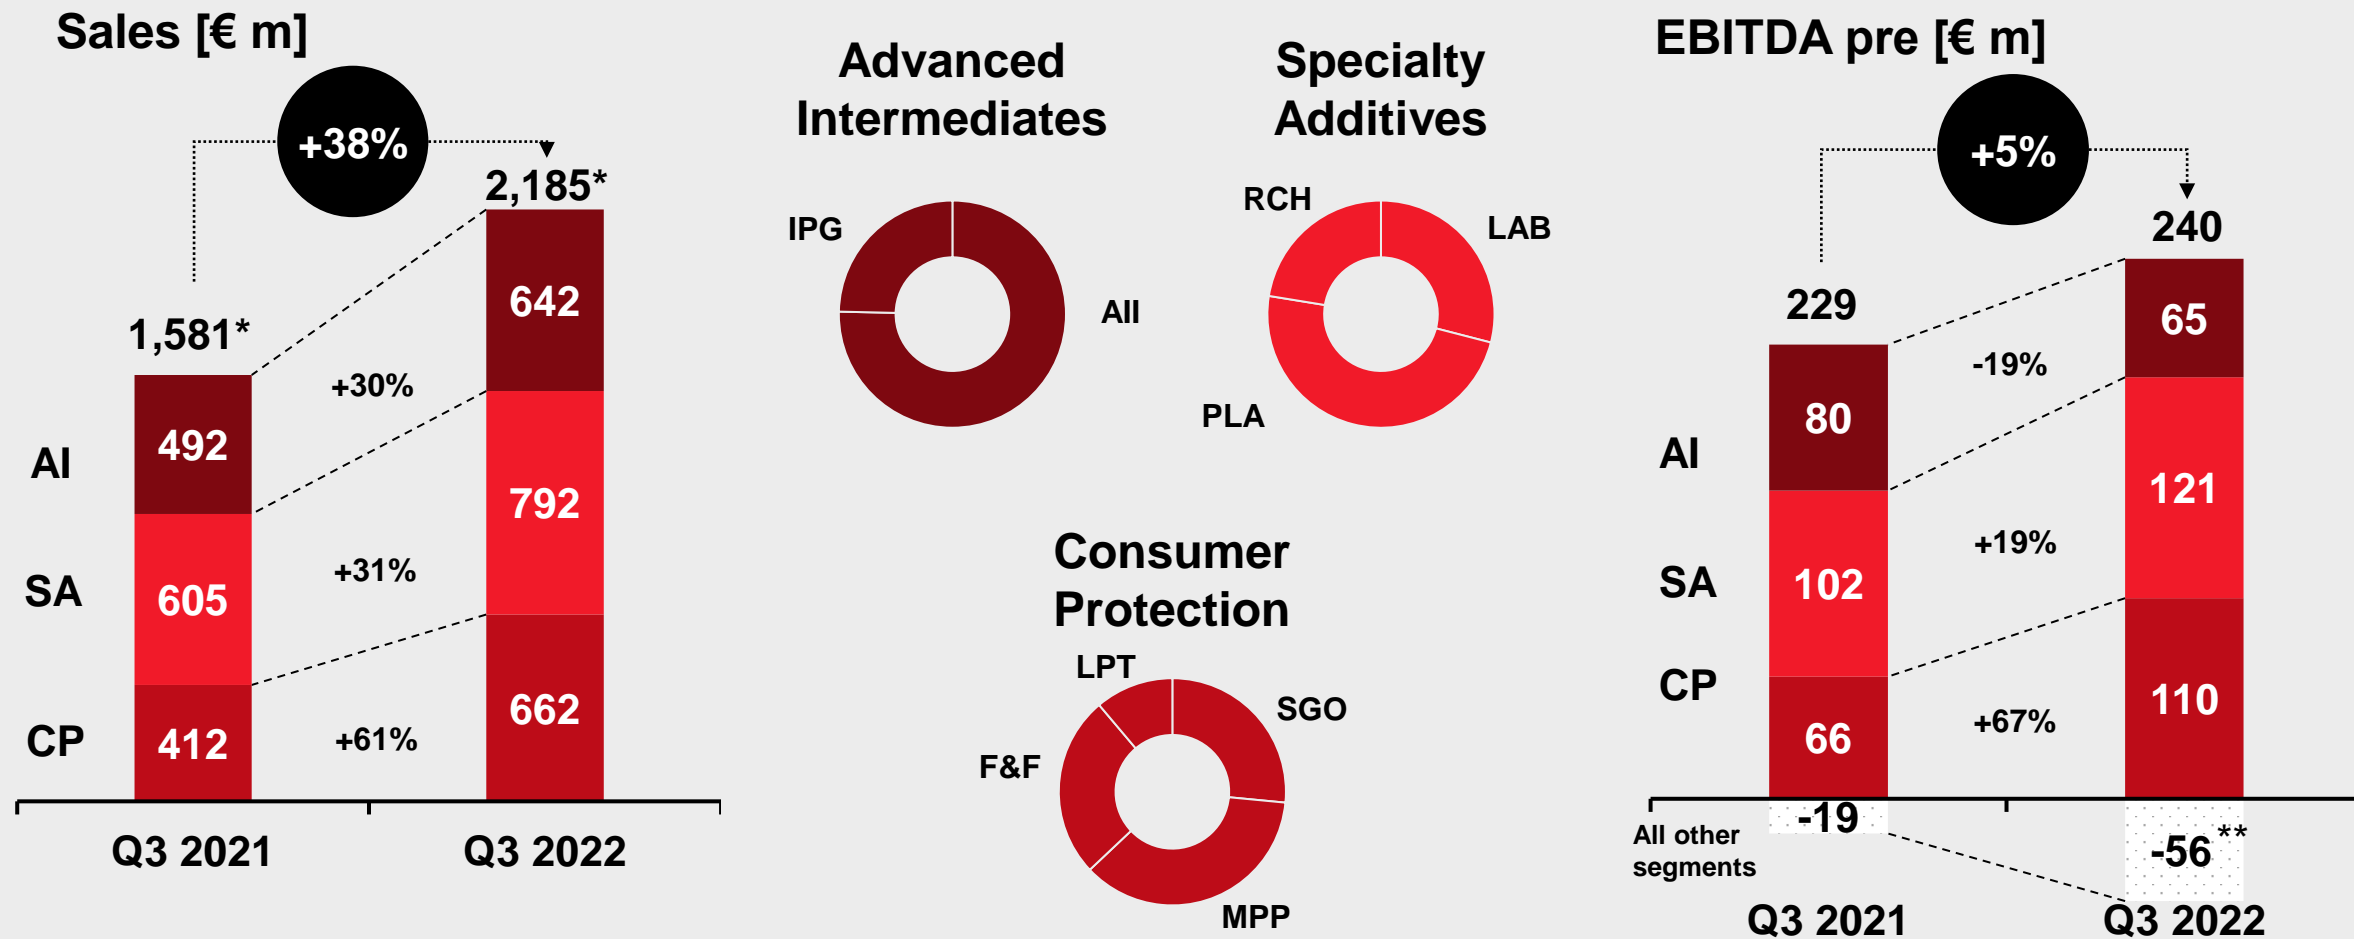 Sales [€ m]
+38%
2,185*
1,581*
642
492
+30%
AI
792
605
+31%
SA
662
412
+61%
CP
Q3 2021
Q3 2022
Advanced
Intermediates
IPG
AII
Specialty
Additives
RCH
LAB
PLA
Consumer
Protection
LPT
SGO
F&F
MPP
EBITDA pre [€ m]
+5%
240
229
65
80
-19%
AI
121
102
+19%
SA
110
66
+67%
CP
-19
-56**
All other
segments
Q3 2021
Q3 2022